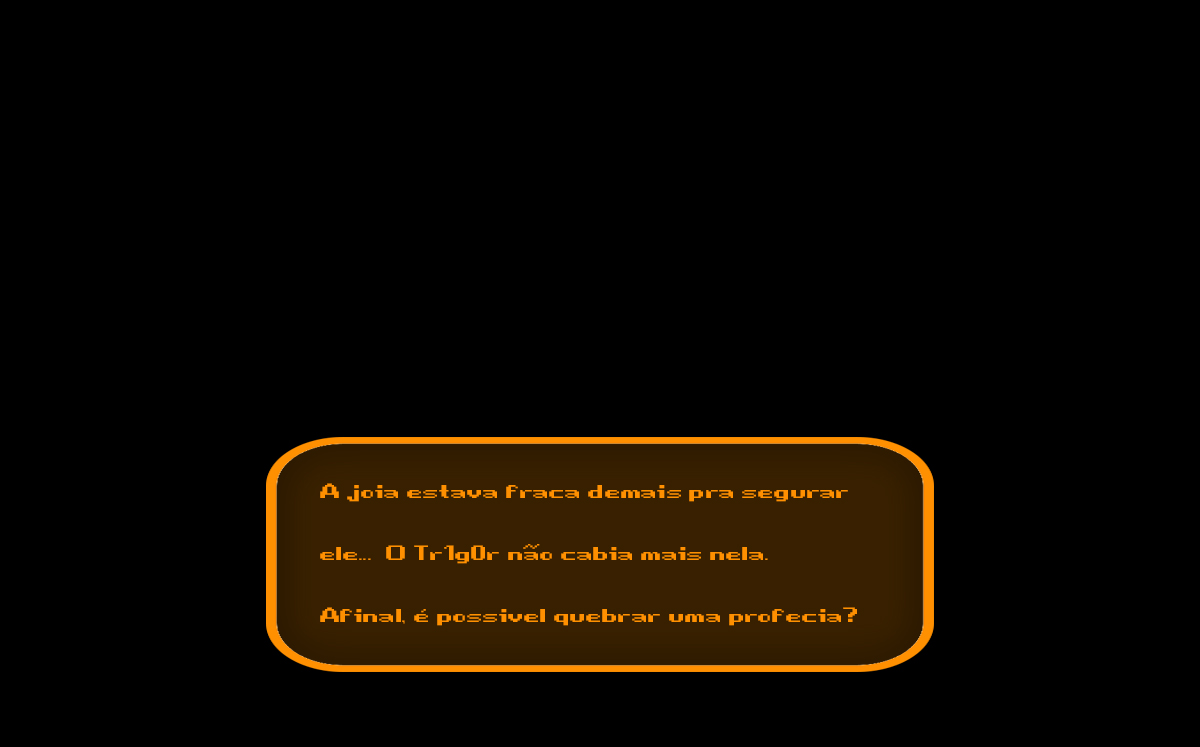 A joia estava fraca demais pra segurar
ele... O Tr1g0r não cabia mais nela.
Afinal, é possivel quebrar uma profecia?